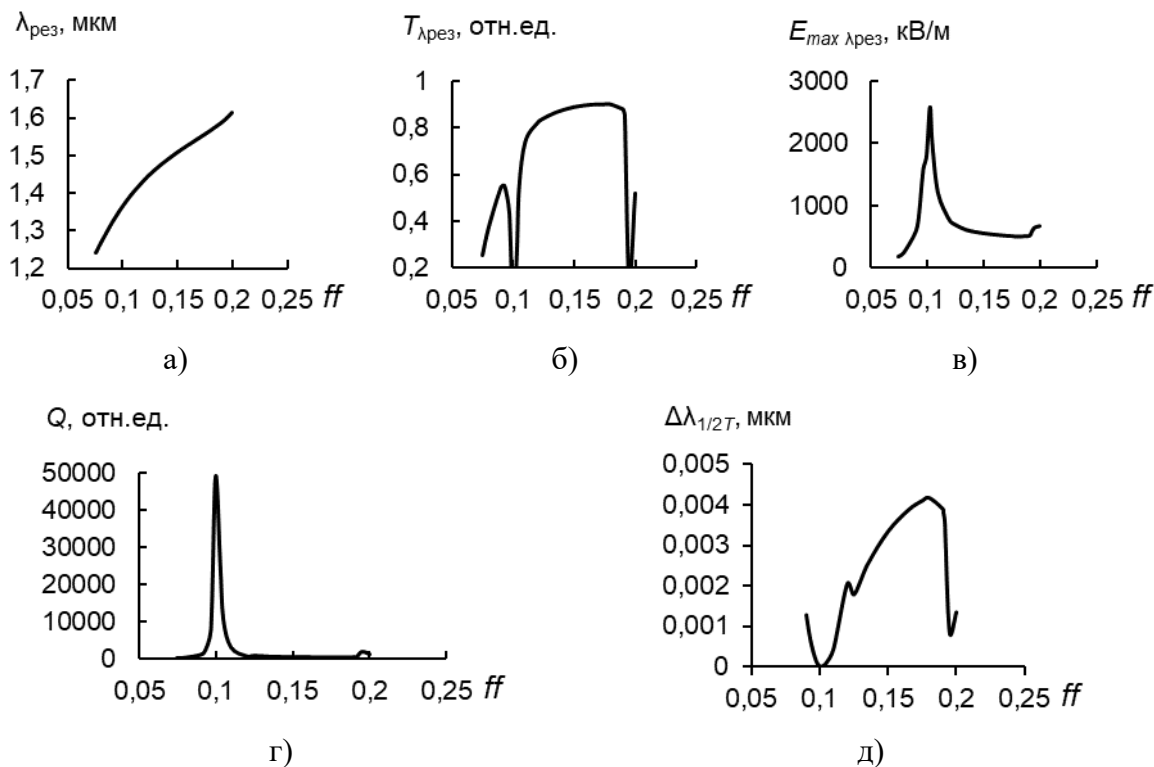 λрез, мкм
1,7
1,6
1,5
1,4
1,3
1,2
0,05 0,1 0,15 0,2 0,25 ff
а)
Tλрез, отн.ед.
1
0,8
0,6
0,4
0,2
0,05 0,1 0,15 0,2 0,25 ff
б)
Emax λрез, кВ/м
3000
2000
1000
0
0,05 0,1 0,15 0,2 0,25 ff
в)
Q, отн.ед.
50000
40000
30000
20000
10000
0
0,05 0,1 0,15 0,2 0,25 ff
г)
Δλ1/2T, мкм
0,005
0,004
0,003
0,002
0,001
0
0,05 0,1 0,15 0,2 0,25 ff
д)